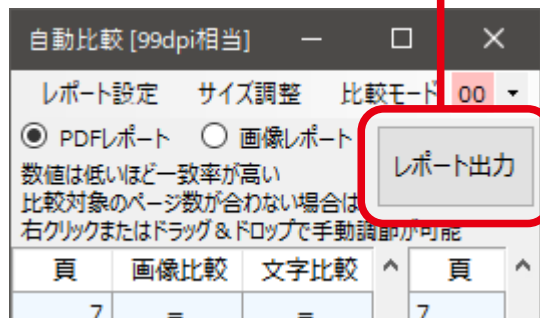 自動比較 [99dpi相当]
レポート設定 サイズ調整 比較モード 00
PDFレポート 画像レポート
レポート出力
数値は低いほど一致率が高い
比較対象のページ数が合わない場合は
右クリックまたはドラッグ＆ドロップで手動調節が可能
頁 画像比較 文字比較 頁
7 = = 7